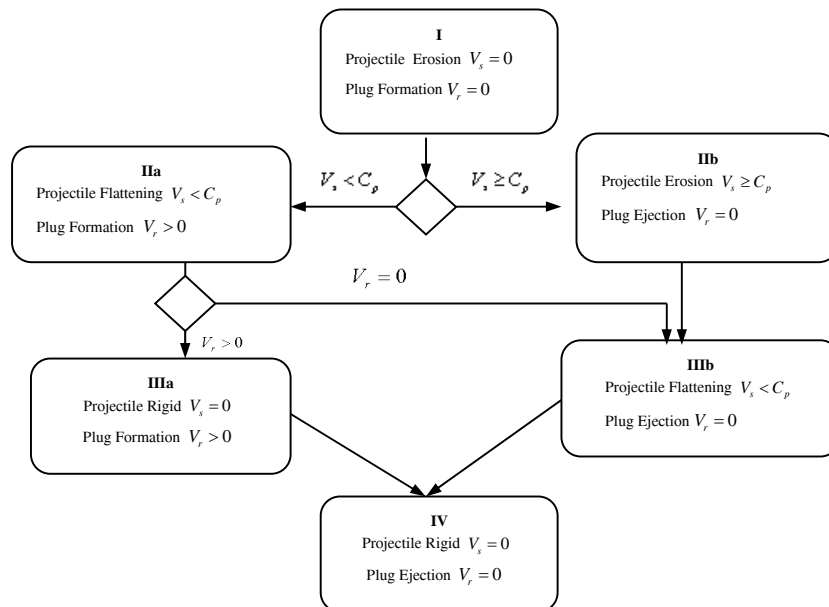 I
Projectile Erosion V_s = 0
Plug Formation V_r = 0
IIa
Projectile Flattening V_s < C_p
Plug Formation V_r > 0
V_s < C_p
V_s ≥ C_p
IIb
Projectile Erosion V_s ≥ C_p
Plug Ejection V_r = 0
V_r = 0
V_r > 0
IIIa
Projectile Rigid V_s = 0
Plug Formation V_r > 0
IIIb
Projectile Flattening V_s < C_p
Plug Ejection V_r = 0
IV
Projectile Rigid V_s = 0
Plug Ejection V_r = 0